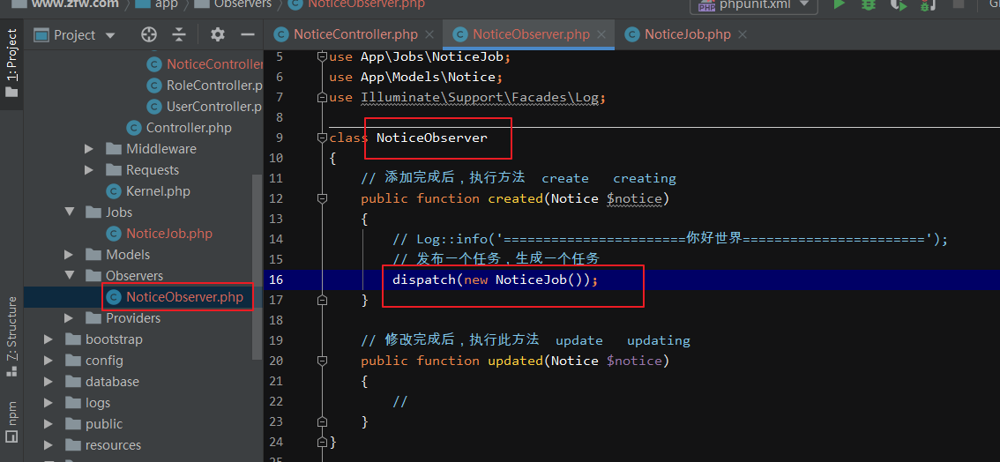 www.zfw.com
app
Observers
NoticeObserver.php
phpunit.xml
Project
NoticeController.php
NoticeObserver.php
NoticeJob.php
1: Project
Z: Structure
npm
NoticeController
RoleController.p
UserController.p
Controller.php
Middleware
Requests
Kernel.php
Jobs
NoticeJob.php
Models
Observers
NoticeObserver.php
Providers
bootstrap
config
database
logs
public
resources
5 use App\Jobs\NoticeJob;
6 use App\Models\Notice;
7 use Illuminate\Support\Facades\Log;
8
9 class NoticeObserver
10 {
11 // 添加完成后，执行方法 create creating
12 public function created(Notice $notice)
13 {
14 // Log::info('=======================你好世界=======================');
15 // 发布一个任务，生成一个任务
16 dispatch(new NoticeJob());
17 }
18
19 // 修改完成后，执行此方法 update updating
20 public function updated(Notice $notice)
21 {
22 //
23 }
24 }